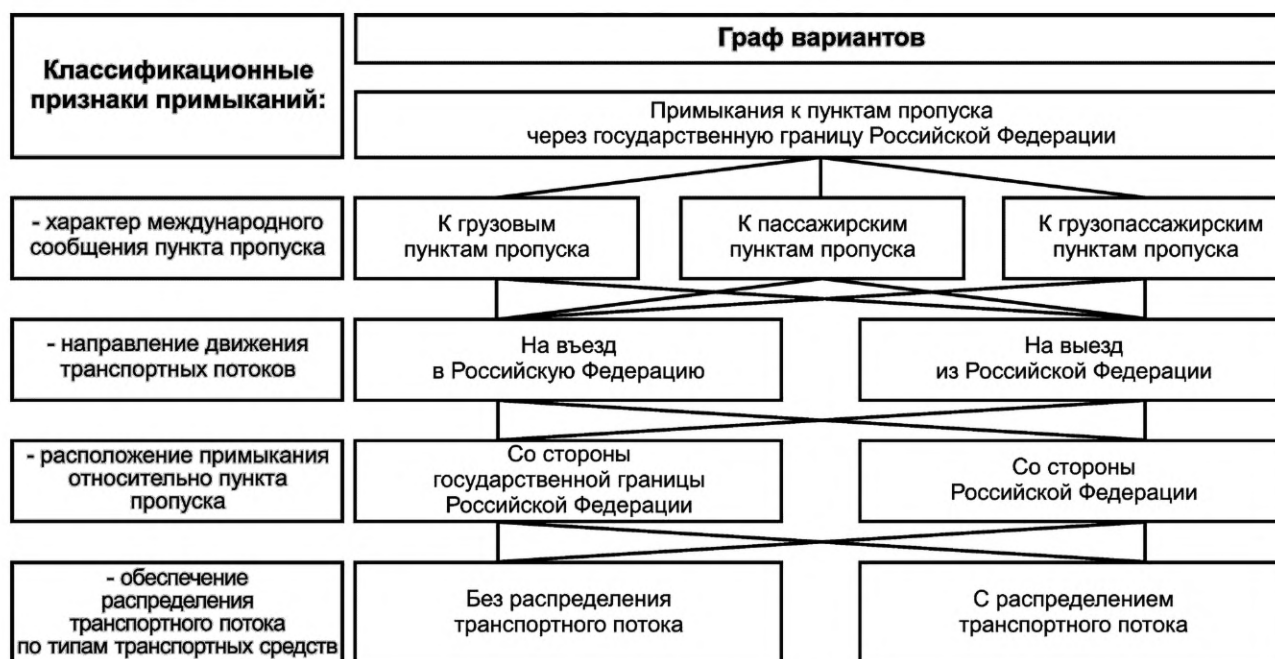 Классификационные
признаки примыканий:
Граф вариантов
Примыкания к пунктам пропуска
через государственную границу Российской Федерации
- характер международного
сообщения пункта пропуска
К грузовым
пунктам пропуска
К пассажирским
пунктам пропуска
К грузопассажирским
пунктам пропуска
- направление движения
транспортных потоков
На въезд
в Российскую Федерацию
На выезд
из Российской Федерации
- расположение примыкания
относительно пункта
пропуска
Со стороны
государственной границы
Российской Федерации
Со стороны
Российской Федерации
- обеспечение
распределения
транспортного потока
по типам транспортных средств
Без распределения
транспортного потока
С распределением
транспортного потока